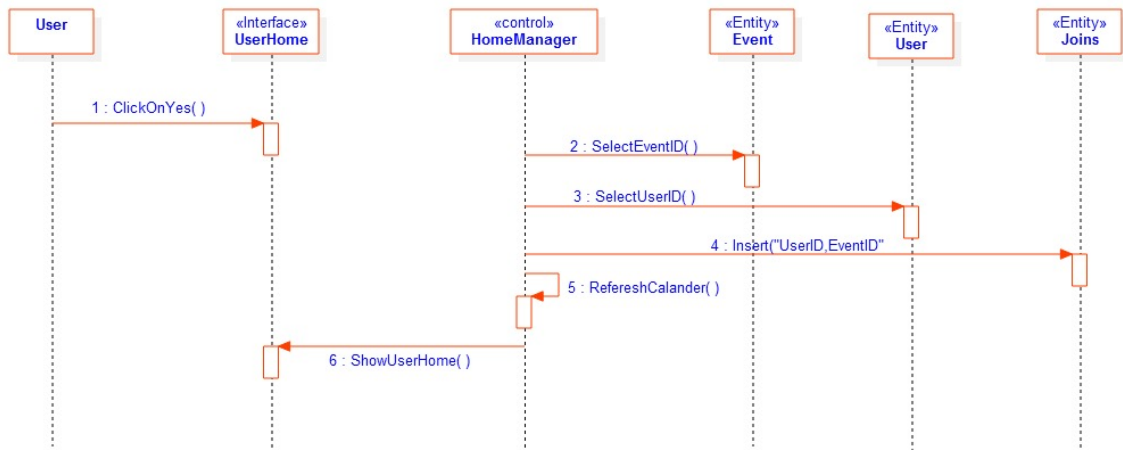 User
«Interface»
UserHome
«control»
HomeManager
«Entity»
Event
«Entity»
User
«Entity»
Joins
1 : ClickOnYes( )
2 : SelectEventID( )
3 : SelectUserID( )
4 : Insert("UserID,EventID"
5 : RefereshCalander( )
6 : ShowUserHome( )